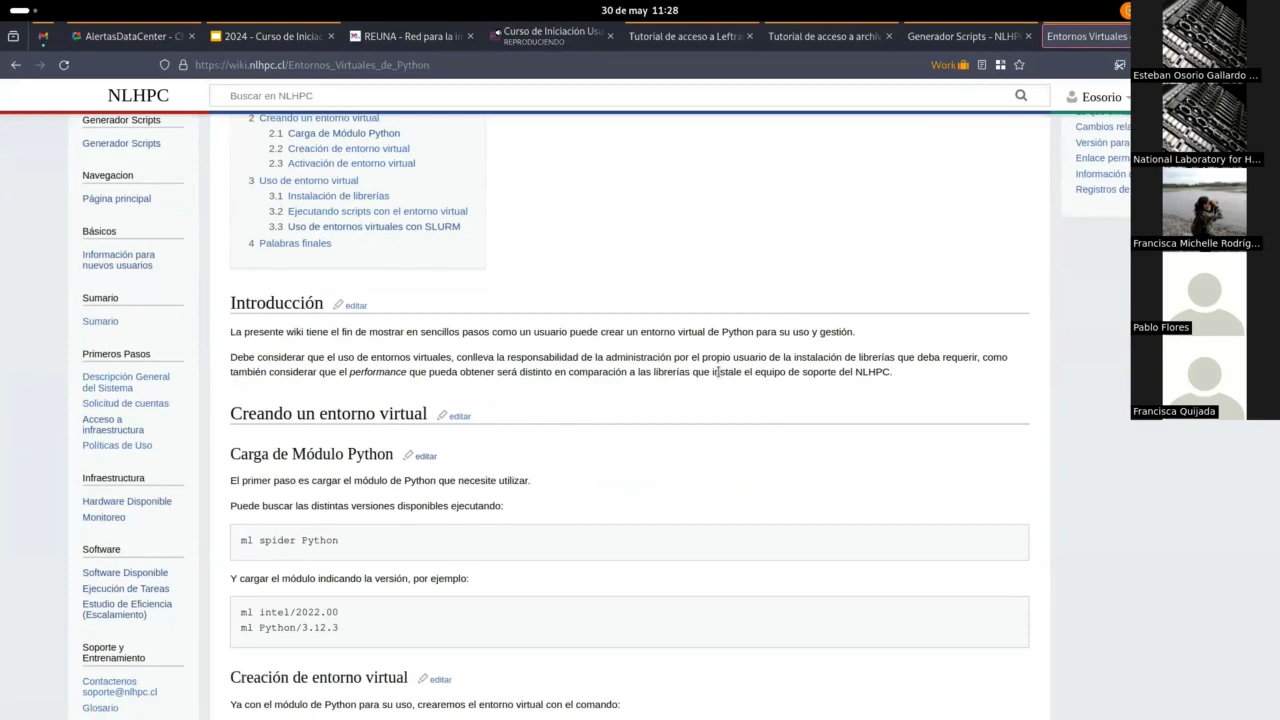 30 de may 11:28
AlertasDataCenter - Ch
2024 - Curso de Iniciac
REUNA - Red para la in
Curso de Iniciación Usu
REPRODUCIENDO
Tutorial de acceso a Leftra
Tutorial de acceso a archiv
Generador Scripts - NLHPC
Entornos Virtuales
https://wiki.nlhpc.cl/Entornos_Virtuales_de_Python
Work
NLHPC
Buscar en NLHPC
Eosorio
Generador Scripts
Generador Scripts
Navegacion
Página principal
Básicos
Información para
nuevos usuarios
Sumario
Sumario
Primeros Pasos
Descripción General
del Sistema
Solicitud de cuentas
Acceso a
infraestructura
Políticas de Uso
Infraestructura
Hardware Disponible
Monitoreo
Software
Software Disponible
Ejecución de Tareas
Estudio de Eficiencia
(Escalamiento)
Soporte y
Entrenamiento
Contactenos
soporte@nlhpc.cl
Glosario
2 Creando un entorno virtual
2.1 Carga de Módulo Python
2.2 Creación de entorno virtual
2.3 Activación de entorno virtual
3 Uso de entorno virtual
3.1 Instalación de librerías
3.2 Ejecutando scripts con el entorno virtual
3.3 Uso de entornos virtuales con SLURM
4 Palabras finales
Introducción editar
La presente wiki tiene el fin de mostrar en sencillos pasos como un usuario puede crear un entorno virtual de Python para su uso y gestión.
Debe considerar que el uso de entornos virtuales, conlleva la responsabilidad de la administración por el propio usuario de la instalación de librerías que deba requerir, como
también considerar que el performance que pueda obtener será distinto en comparación a las librerías que instale el equipo de soporte del NLHPC.
Creando un entorno virtual editar
Carga de Módulo Python editar
El primer paso es cargar el módulo de Python que necesite utilizar.
Puede buscar las distintas versiones disponibles ejecutando:
ml spider Python
Y cargar el módulo indicando la versión, por ejemplo:
ml intel/2022.00
ml Python/3.12.3
Creación de entorno virtual editar
Ya con el módulo de Python para su uso, crearemos el entorno virtual con el comando:
Cambios rela
Versión para
Enlace perm
Información
Registros de
Esteban Osorio Gallardo ...
National Laboratory for H...
Francisca Michelle Rodríg...
Pablo Flores
Francisca Quijada